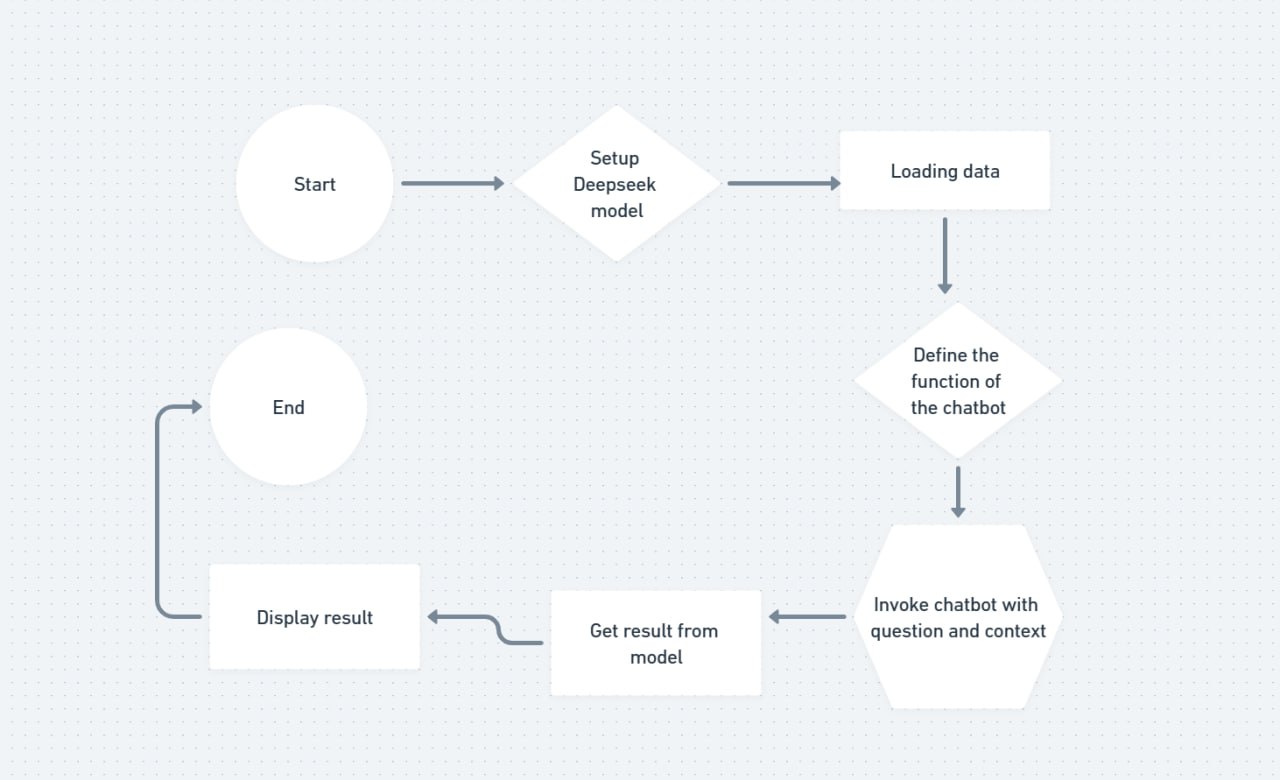 Start
Setup
Deepseek
model
Loading data
Define the
function of
the chatbot
Invoke chatbot with
question and context
Get result from
model
Display result
End